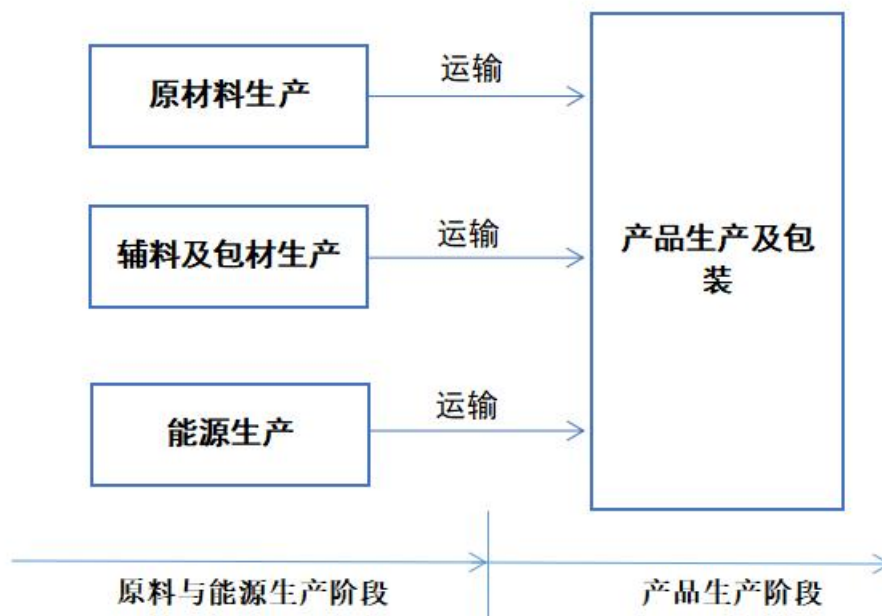 运输
原材料生产
运输
辅料及包材生产
产品生产及包
装
运输
能源生产
原料与能源生产阶段
产品生产阶段